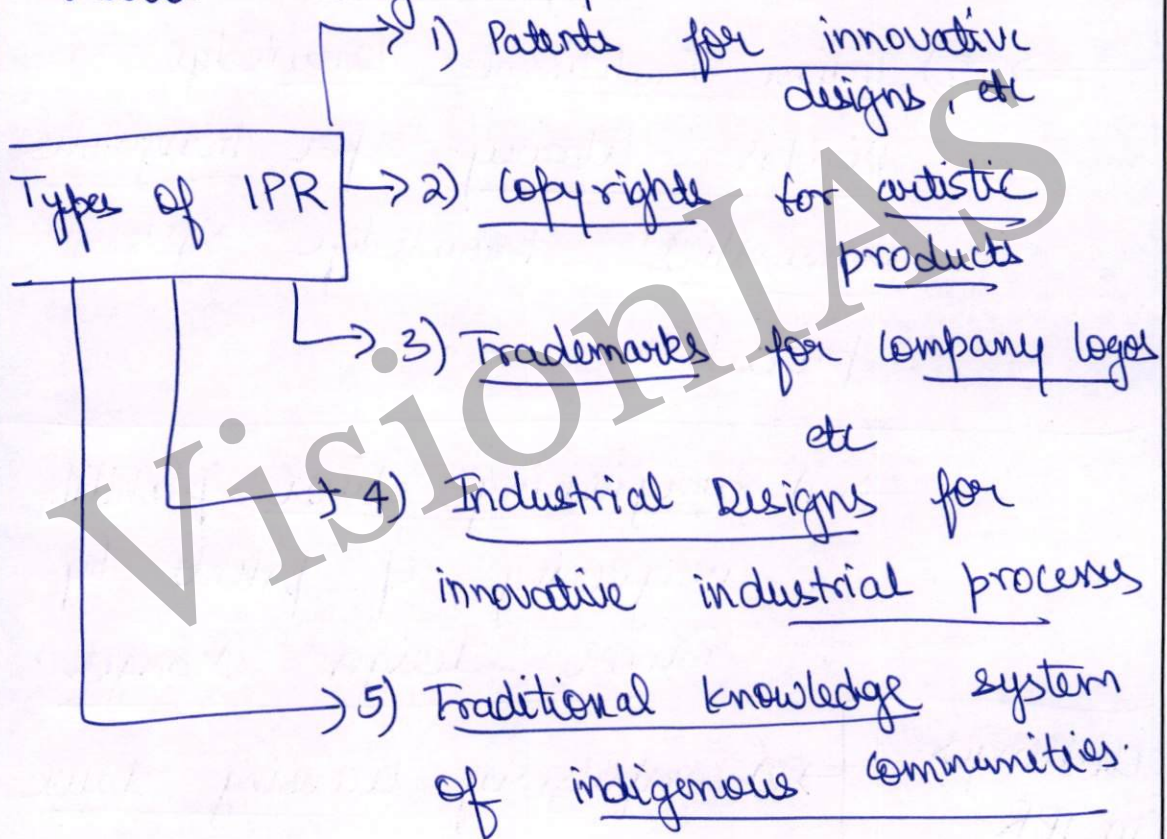 1) Patents for innovative
designs, etc
Types of IPR
2) Copyrights for artistic
products
3) Trademarks for company logos
etc
4) Industrial Designs for
innovative industrial processes
5) Traditional knowledge system
of indigenous communities.
VisionIAS